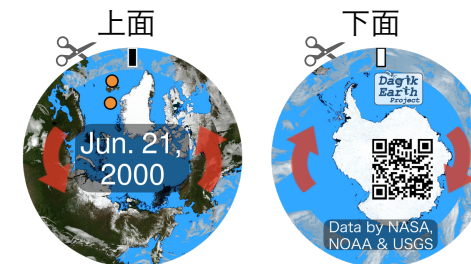 上面
下面
Jun. 21,
2000
Dagik
Earth
Project
Data by NASA,
NOAA & USGS